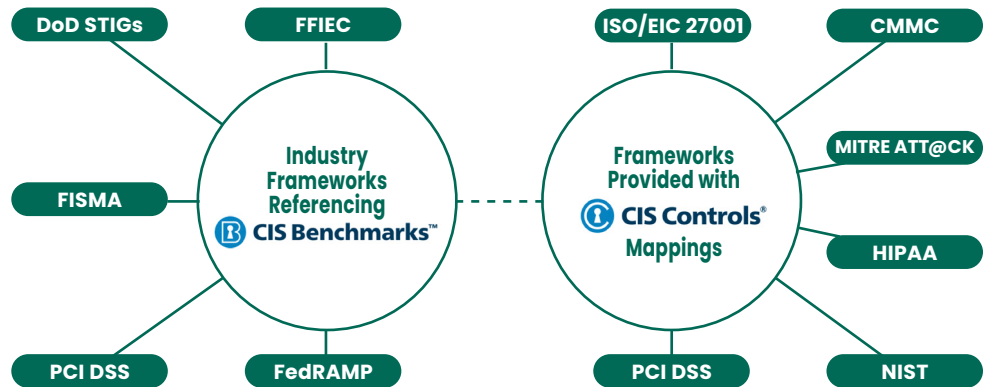 DoD STIGs
FFIEC
ISO/EIC 27001
CMMC
Industry
Frameworks
Referencing
CIS Benchmarks™
Frameworks
Provided with
CIS Controls®
Mappings
MITRE ATT@CK
FISMA
HIPAA
PCI DSS
FedRAMP
PCI DSS
NIST